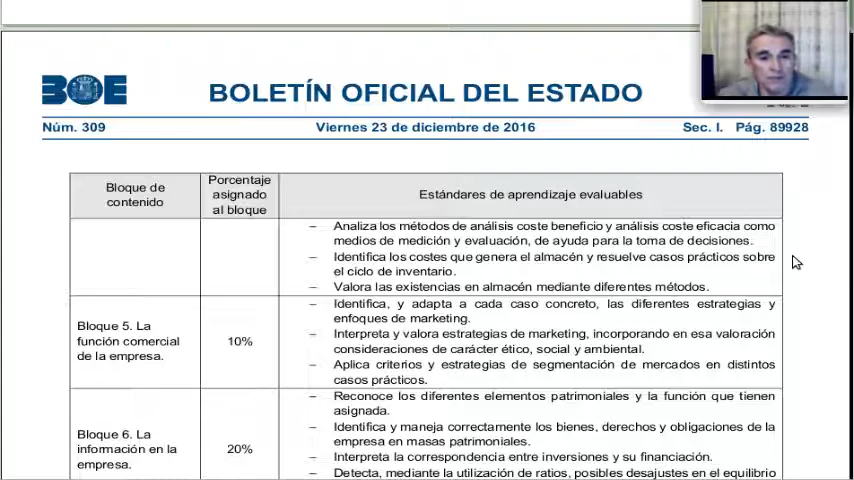 BOE
BOLETÍN OFICIAL DEL ESTADO
Núm. 309
Viernes 23 de diciembre de 2016
Sec. I. Pág. 89928
Bloque de
contenido
Porcentaje
asignado
al bloque
Estándares de aprendizaje evaluables
– Analiza los métodos de análisis coste beneficio y análisis coste eficacia como
medios de medición y evaluación, de ayuda para la toma de decisiones.
– Identifica los costes que genera el almacén y resuelve casos prácticos sobre
el ciclo de inventario.
– Valora las existencias en almacén mediante diferentes métodos.
Bloque 5. La
función comercial
de la empresa.
10%
– Identifica, y adapta a cada caso concreto, las diferentes estrategias y
enfoques de marketing.
– Interpreta y valora estrategias de marketing, incorporando en esa valoración
consideraciones de carácter ético, social y ambiental.
– Aplica criterios y estrategias de segmentación de mercados en distintos
casos prácticos.
Bloque 6. La
información en la
empresa.
20%
– Reconoce los diferentes elementos patrimoniales y la función que tienen
asignada.
– Identifica y maneja correctamente los bienes, derechos y obligaciones de la
empresa en masas patrimoniales.
– Interpreta la correspondencia entre inversiones y su financiación.
– Detecta, mediante la utilización de ratios, posibles desajustes en el equilibrio